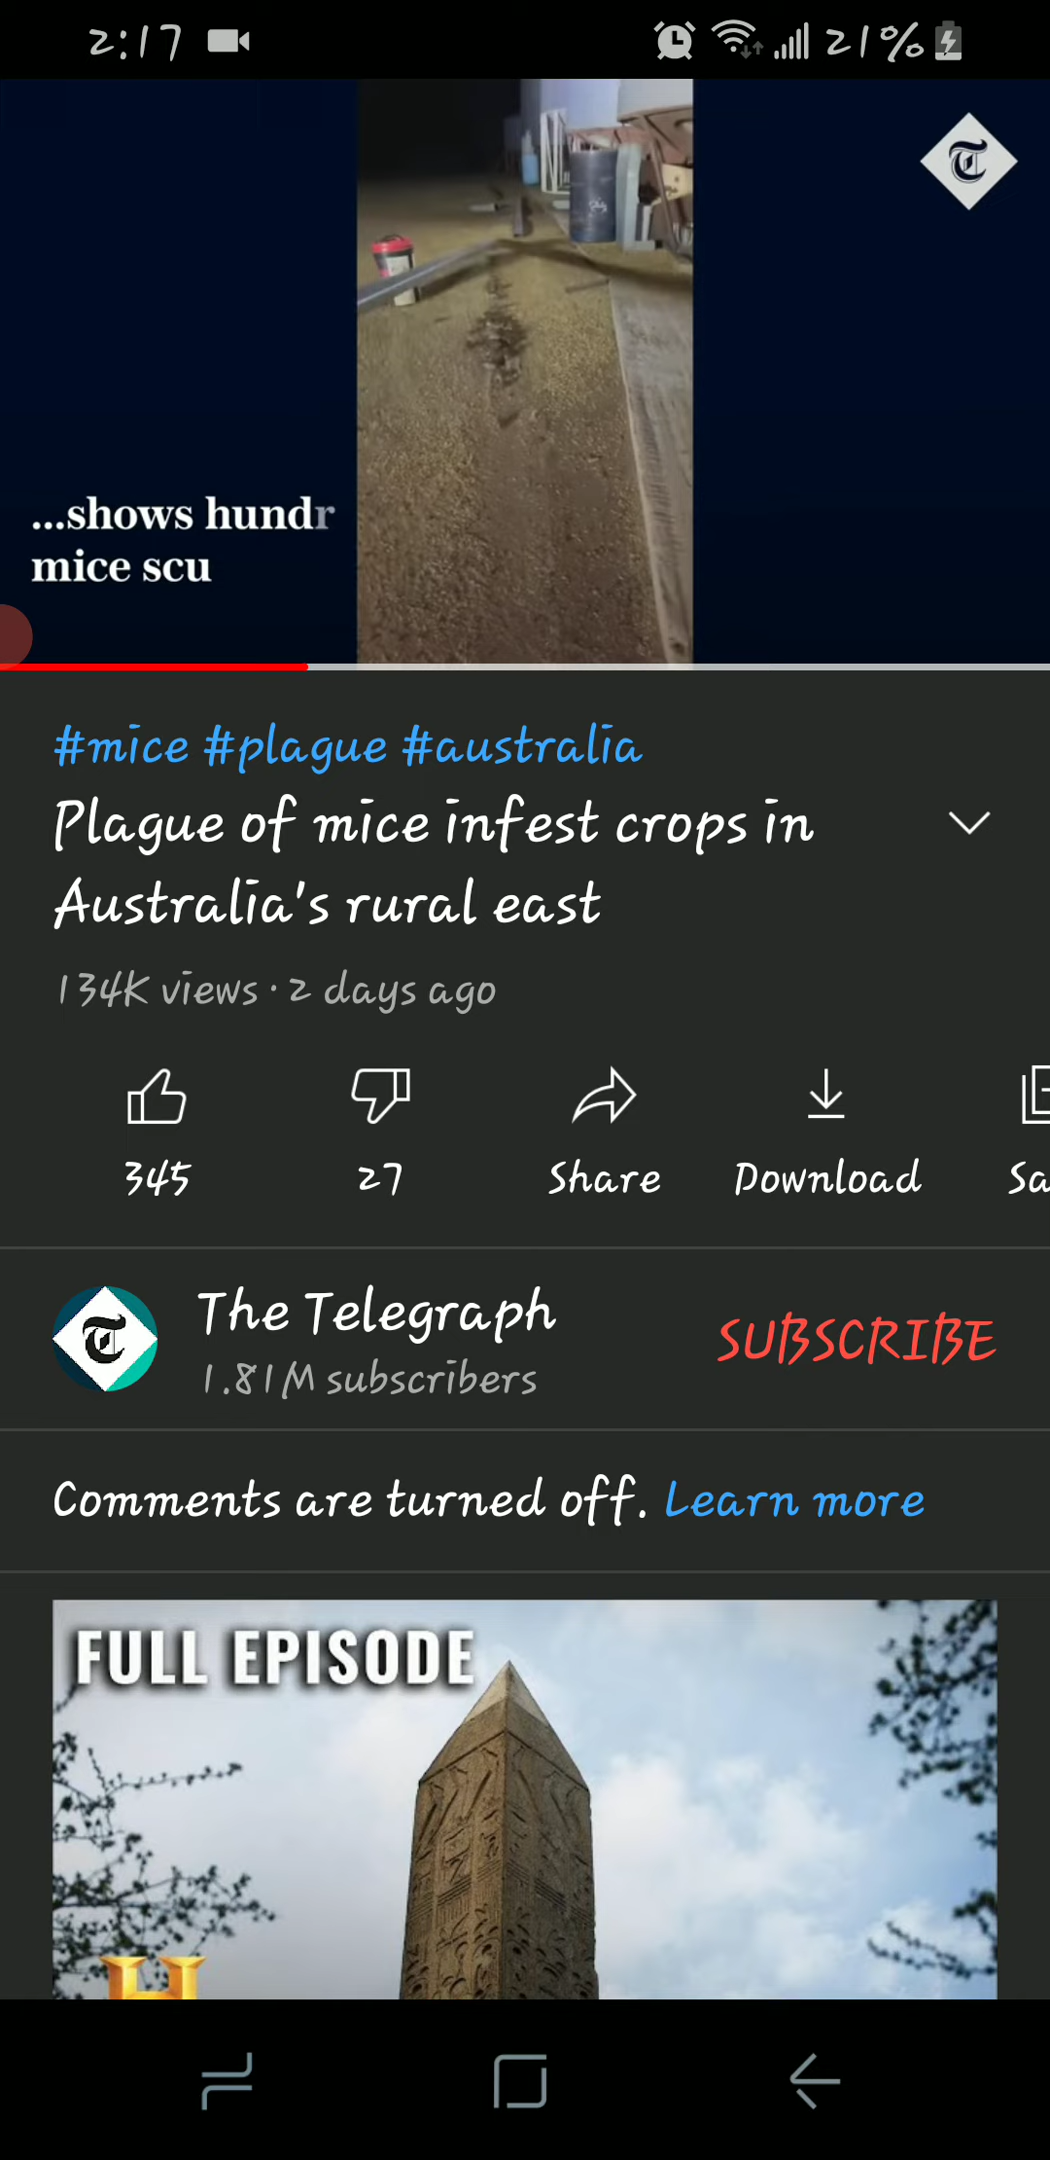 2:17
21%
...shows hundr
mice scu
#mice #plague #australia
Plague of mice infest crops in
Australia's rural east
134K views · 2 days ago
345 27 Share Download Sa
The Telegraph
SUBSCRIBE
1.81M subscribers
Comments are turned off. Learn more
FULL EPISODE
H